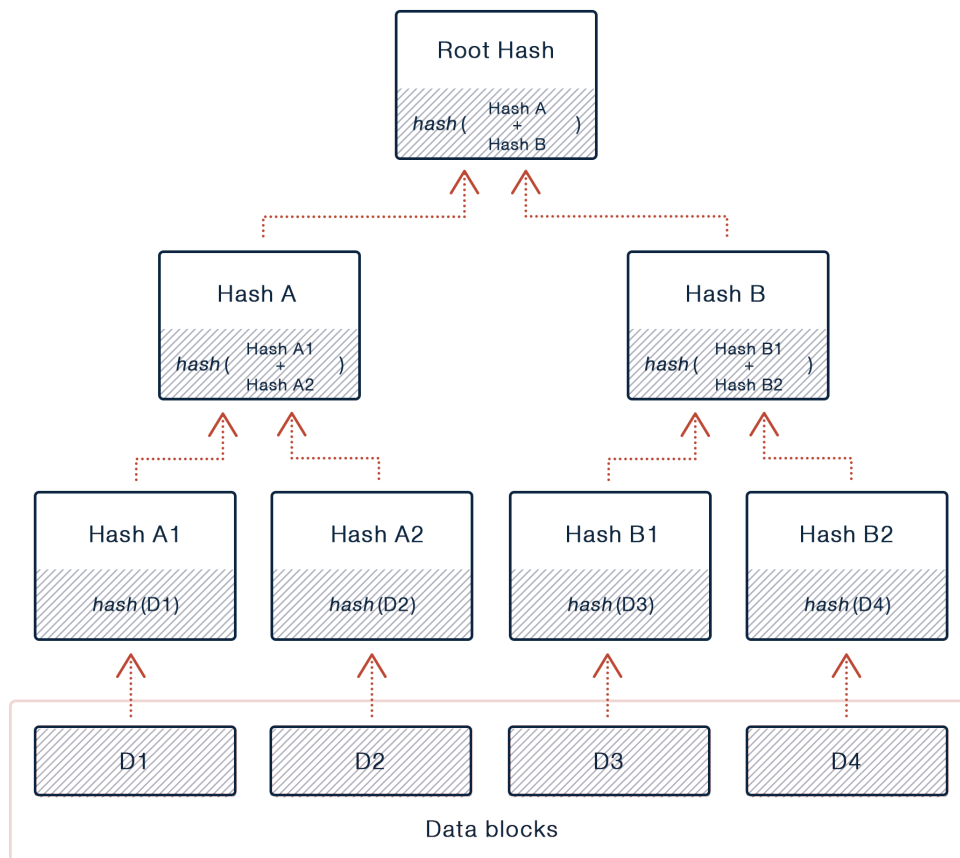 Root Hash
Hash A
hash( + )
Hash B
Hash A
Hash B
Hash A1
hash( + )
Hash A2
Hash B1
hash( + )
Hash B2
Hash A1
Hash A2
Hash B1
Hash B2
hash(D1)
hash(D2)
hash(D3)
hash(D4)
D1
D2
D3
D4
Data blocks